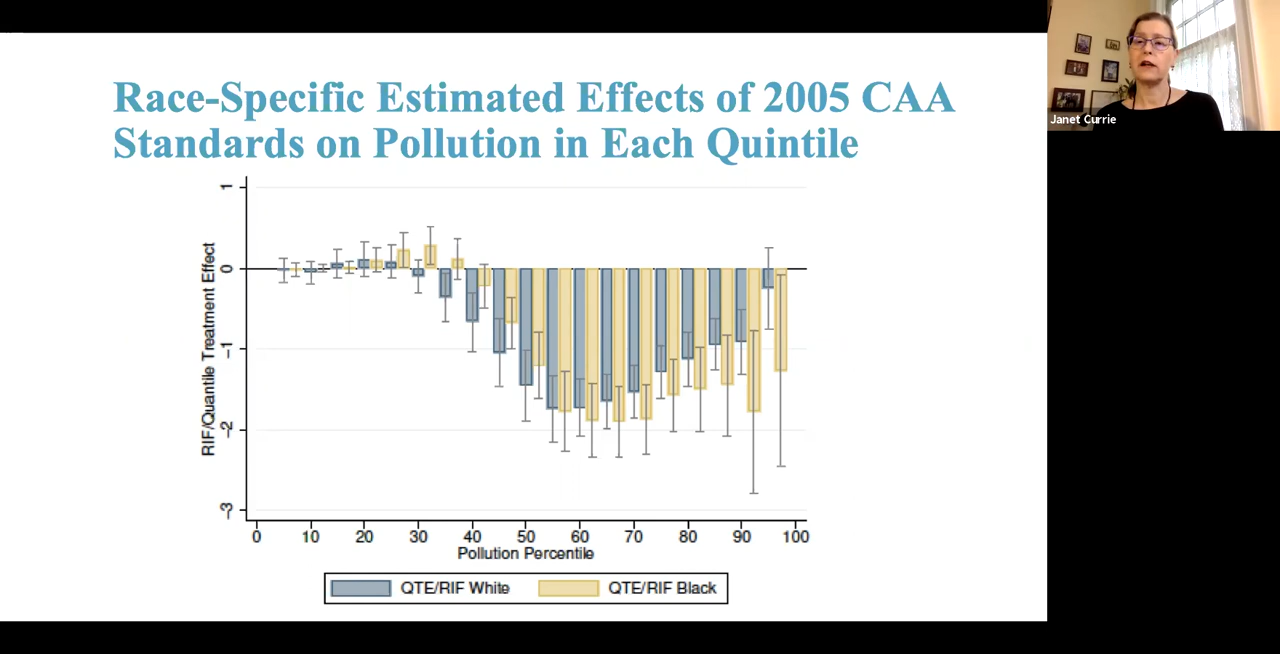 Race-Specific Estimated Effects of 2005 CAA
Standards on Pollution in Each Quintile
Janet Currie
RIF/Quantile Treatment Effect
1
0
-1
-2
-3
0 10 20 30 40 50 60 70 80 90 100
Pollution Percentile
QTE/RIF White QTE/RIF Black